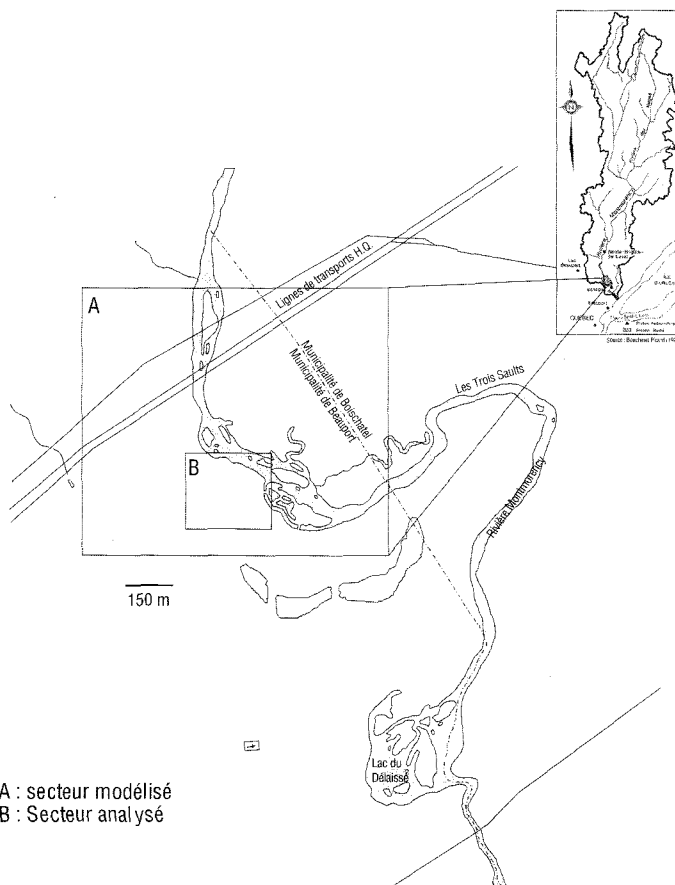 N
QUÉBEC
A
Lignes de transports H.Q.
Municipalité de Boischatel
Municipalité de Beauport
Les Trois Saults
B
Rivière Montmorency
150 m
Lac du
Délaissé
A : secteur modélisé
B : Secteur analysé